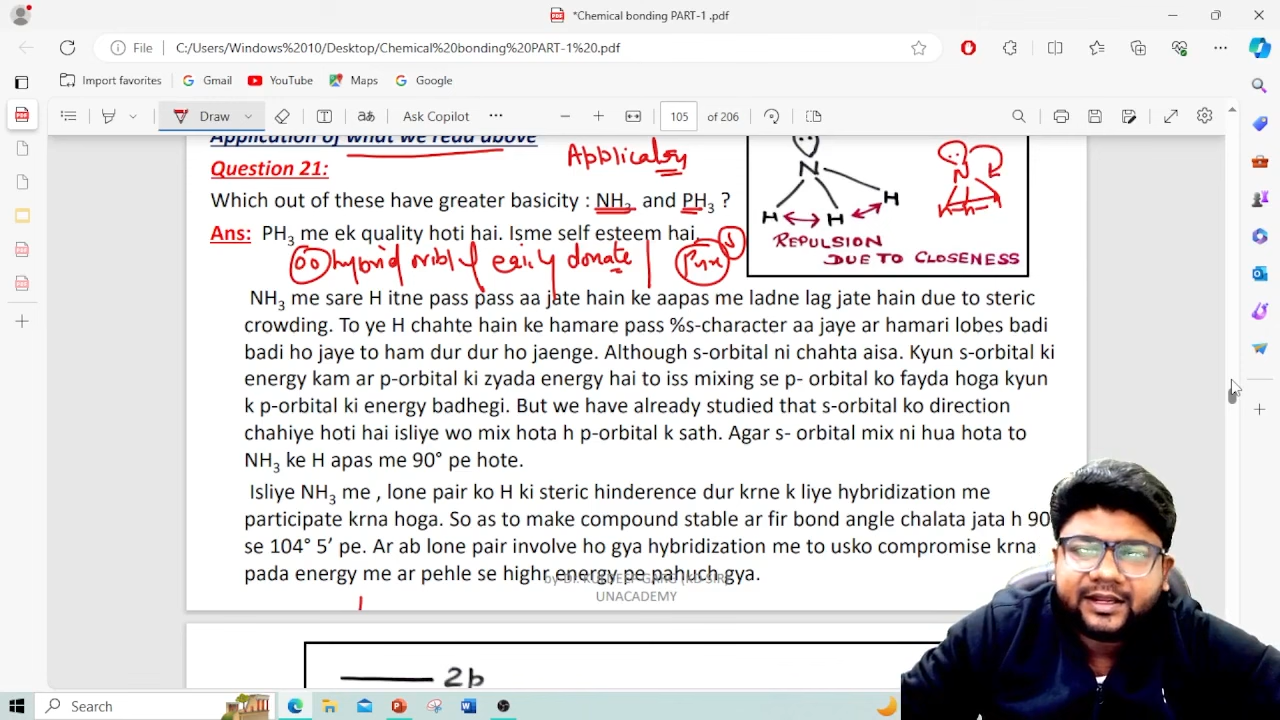 *Chemical bonding PART-1 .pdf
File C:/Users/Windows%2010/Desktop/Chemical%20bonding%20PART-1%20.pdf
Import favorites Gmail YouTube Maps Google
Draw Ask Copilot 105 of 206
Application of what we read above
Applicatry
Question 21:
Which out of these have greater basicity : NH₃ and PH₃ ?
Ans: PH₃ me ek quality hoti hai. Isme self esteem hai.
hybrid easily donate
N
H H H
REPULSION
DUE TO CLOSENESS
N
NH₃ me sare H itne pass pass aa jate hain ke aapas me ladne lag jate hain due to steric
crowding. To ye H chahte hain ke hamare pass %s-character aa jaye ar hamari lobes badi
badi ho jaye to ham dur dur ho jaenge. Although s-orbital ni chahta aisa. Kyun s-orbital ki
energy kam ar p-orbital ki zyada energy hai to iss mixing se p- orbital ko fayda hoga kyun
k p-orbital ki energy badhegi. But we have already studied that s-orbital ko direction
chahiye hoti hai isliye wo mix hota h p-orbital k sath. Agar s- orbital mix ni hua hota to
NH₃ ke H apas me 90° pe hote.
Isliye NH₃ me , lone pair ko H ki steric hinderence dur krne k liye hybridization me
participate krna hoga. So as to make compound stable ar fir bond angle chalata jata h 90
se 104° 5’ pe. Ar ab lone pair involve ho gya hybridization me to usko compromise krna
pada energy me ar pehle se highr energy pe pahuch gya.
UNACADEMY
2b
Search